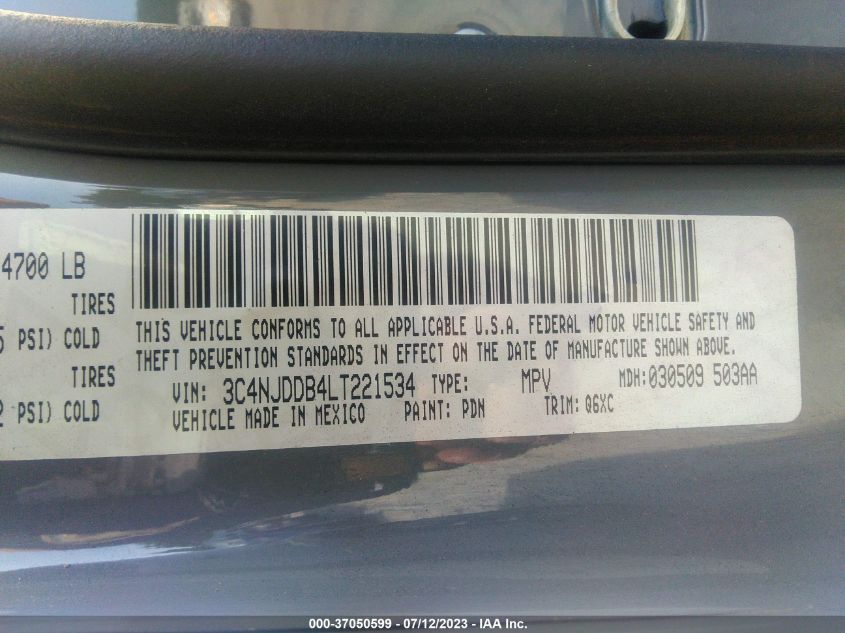 4700 LB
TIRES
PSI) COLD
TIRES
PSI) COLD
THIS VEHICLE CONFORMS TO ALL APPLICABLE U.S.A. FEDERAL MOTOR VEHICLE SAFETY AND
THEFT PREVENTION STANDARDS IN EFFECT ON THE DATE OF MANUFACTURE SHOWN ABOVE.
VIN: 3C4NJDDB4LT221534 TYPE: MPV MDH:030509 503AA
VEHICLE MADE IN MEXICO PAINT: PDN TRIM: Q6XC
000-37050599 - 07/12/2023 - IAA Inc.